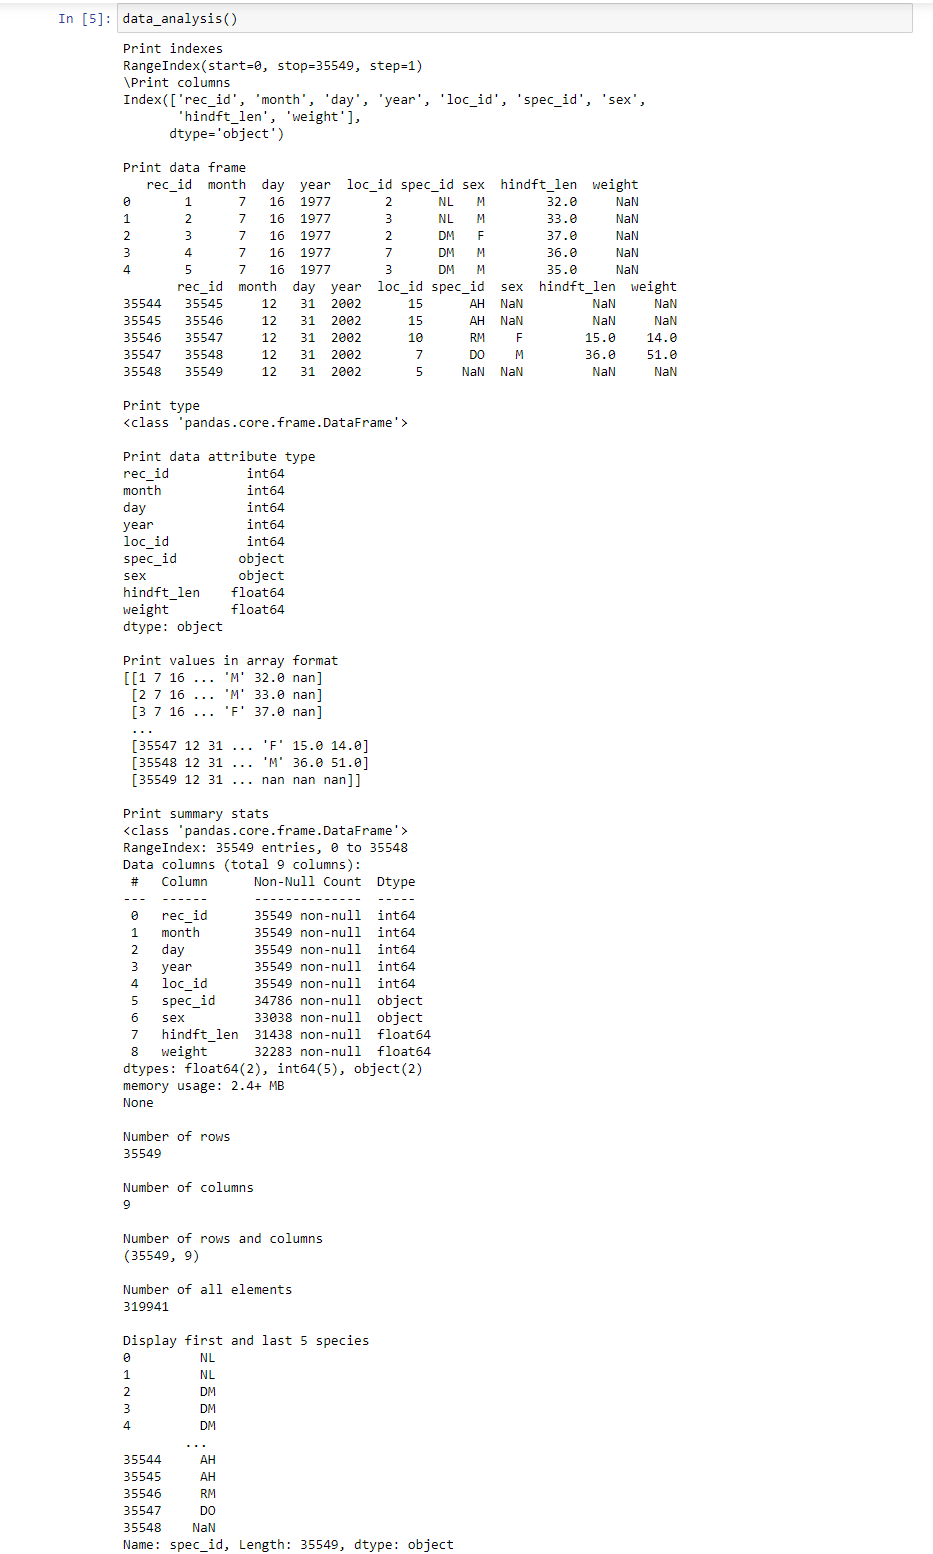 In [5]: data_analysis()
Print indexes
RangeIndex(start=0, stop=35549, step=1)
\Print columns
Index(['rec_id', 'month', 'day', 'year', 'loc_id', 'spec_id', 'sex',
       'hindft_len', 'weight'],
      dtype='object')

Print data frame
   rec_id  month  day  year  loc_id spec_id sex  hindft_len  weight
0       1      7   16  1977       2      NL   M        32.0     NaN
1       2      7   16  1977       3      NL   M        33.0     NaN
2       3      7   16  1977       2      DM   F        37.0     NaN
3       4      7   16  1977       7      DM   M        36.0     NaN
4       5      7   16  1977       3      DM   M        35.0     NaN
       rec_id  month  day  year  loc_id spec_id  sex  hindft_len  weight
35544   35545     12   31  2002      15      AH  NaN         NaN     NaN
35545   35546     12   31  2002      15      AH  NaN         NaN     NaN
35546   35547     12   31  2002      10      RM    F        15.0    14.0
35547   35548     12   31  2002       7      DO    M        36.0    51.0
35548   35549     12   31  2002       5     NaN  NaN         NaN     NaN

Print type
<class 'pandas.core.frame.DataFrame'>

Print data attribute type
rec_id          int64
month           int64
day             int64
year            int64
loc_id          int64
spec_id        object
sex            object
hindft_len    float64
weight        float64
dtype: object

Print values in array format
[[1 7 16 ... 'M' 32.0 nan]
 [2 7 16 ... 'M' 33.0 nan]
 [3 7 16 ... 'F' 37.0 nan]
 ...
 [35547 12 31 ... 'F' 15.0 14.0]
 [35548 12 31 ... 'M' 36.0 51.0]
 [35549 12 31 ... nan nan nan]]

Print summary stats
<class 'pandas.core.frame.DataFrame'>
RangeIndex: 35549 entries, 0 to 35548
Data columns (total 9 columns):
 #   Column      Non-Null Count  Dtype
---  ------      --------------  -----
 0   rec_id      35549 non-null  int64
 1   month       35549 non-null  int64
 2   day         35549 non-null  int64
 3   year        35549 non-null  int64
 4   loc_id      35549 non-null  int64
 5   spec_id     34786 non-null  object
 6   sex         33038 non-null  object
 7   hindft_len  31438 non-null  float64
 8   weight      32283 non-null  float64
dtypes: float64(2), int64(5), object(2)
memory usage: 2.4+ MB
None

Number of rows
35549

Number of columns
9

Number of rows and columns
(35549, 9)

Number of all elements
319941

Display first and last 5 species
0         NL
1         NL
2         DM
3         DM
4         DM
        ...
35544     AH
35545     AH
35546     RM
35547     DO
35548    NaN
Name: spec_id, Length: 35549, dtype: object